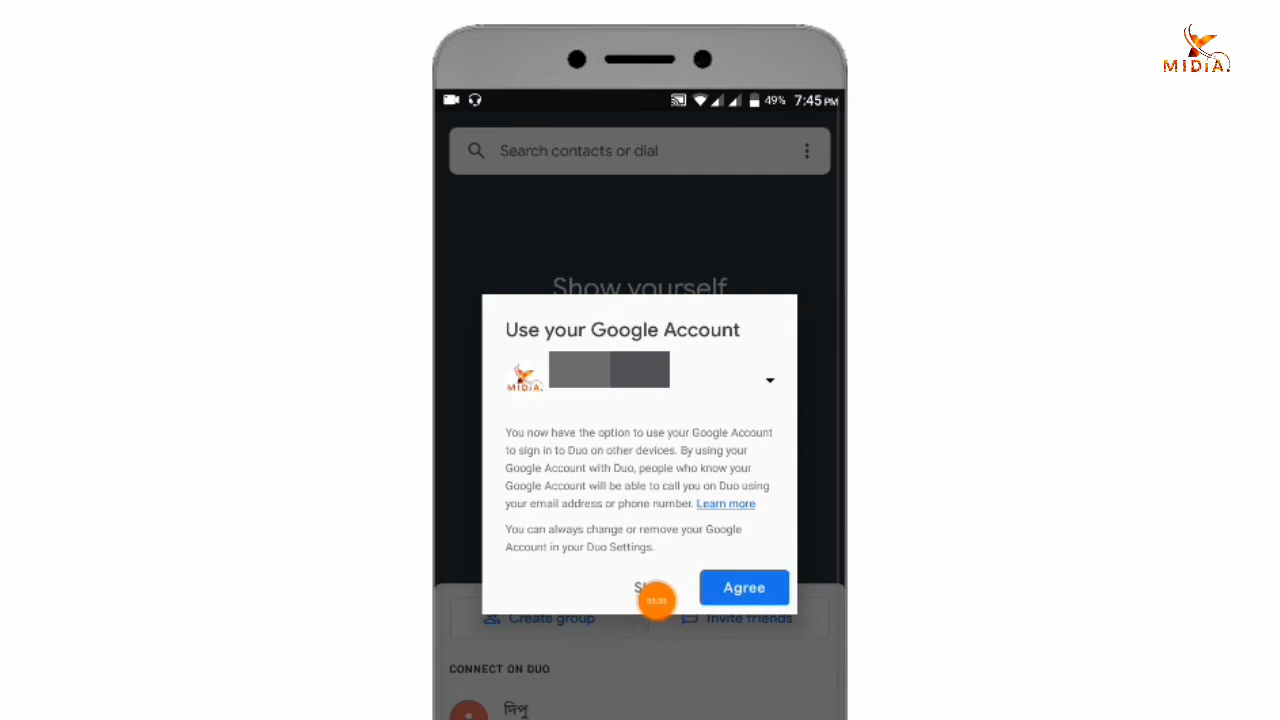 MIDiA.
49% 7:45 PM
Search contacts or dial
Show yourself
Use your Google Account
MIDiA.
You now have the option to use your Google Account
to sign in to Duo on other devices. By using your
Google Account with Duo, people who know your
Google Account will be able to call you on Duo using
your email address or phone number. Learn more
You can always change or remove your Google
Account in your Duo Settings.
Agree
Create group
Invite friends
CONNECT ON DUO
দিপু